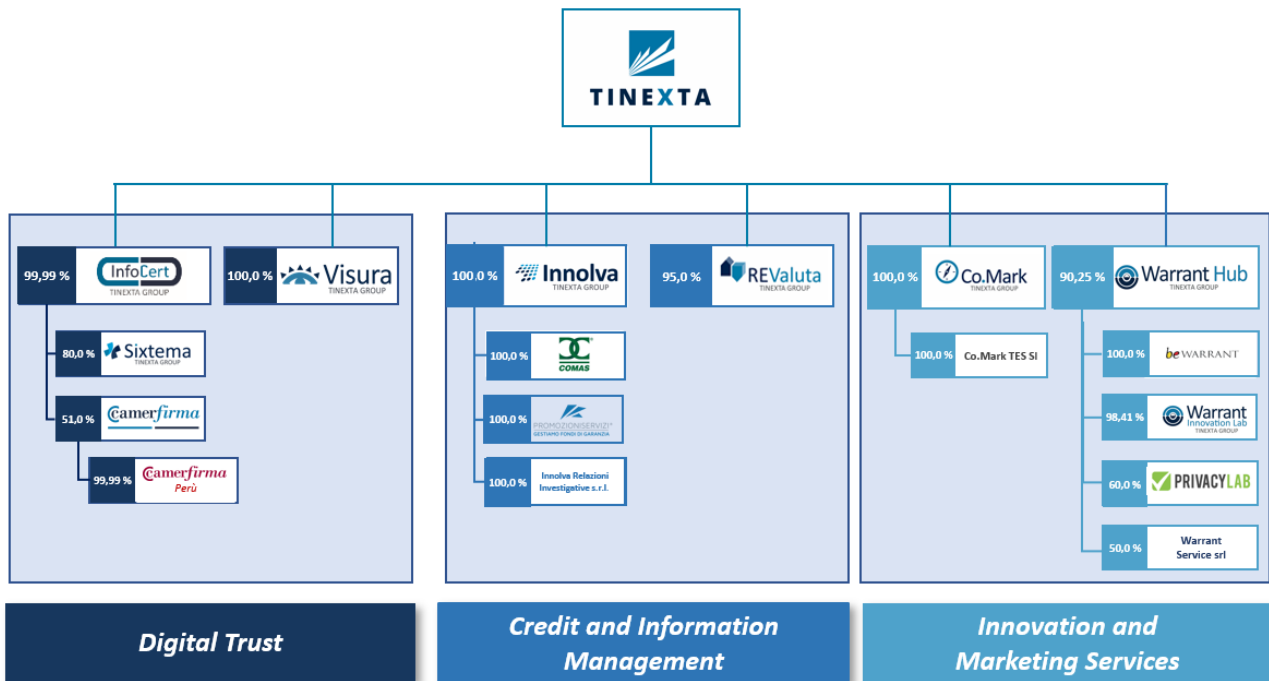 TINEXTA
99,99 %
InfoCert
TINEXTA GROUP
100,0 %
Visura
TINEXTA GROUP
80,0 %
Sixtema
TINEXTA GROUP
51,0 %
Camerfirma
99,99 %
Camerfirma
Perù
Digital Trust
100,0 %
Innolva
TINEXTA GROUP
95,0 %
REValuta
TINEXTA GROUP
100,0 %
COMAS
100,0 %
PROMOZIONISERVIZI®
GESTIAMO FONDI DI GARANZIA
100,0 %
Innolva Relazioni
Investigative s.r.l.
Credit and Information
Management
100,0 %
Co.Mark
TINEXTA GROUP
90,25 %
Warrant Hub
TINEXTA GROUP
100,0 %
Co.Mark TES Sl
100,0 %
beWARRANT
98,41 %
Warrant
Innovation Lab
TINEXTA GROUP
60,0 %
PRIVACYLAB
50,0 %
Warrant
Service srl
Innovation and
Marketing Services